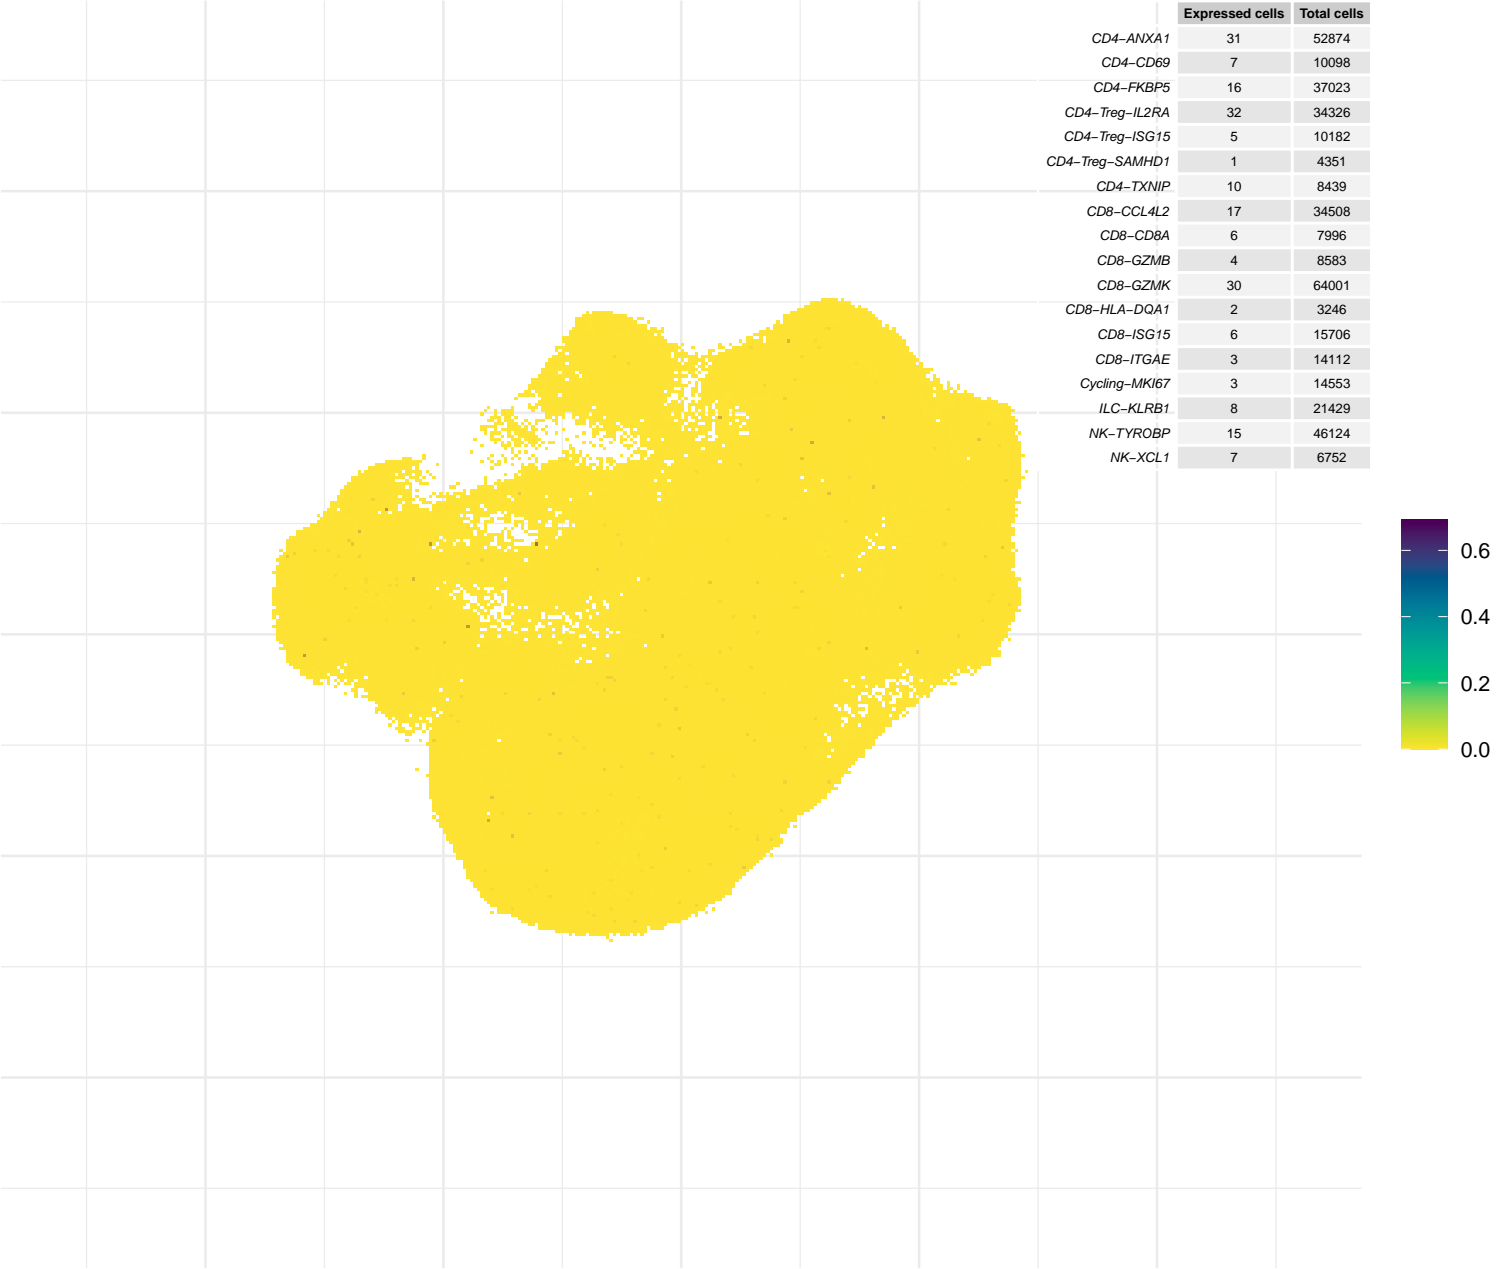 Expressed cells Total cells
CD4−ANXA1 31 52874
CD4−CD69 7 10098
CD4−FKBP5 16 37023
CD4−Treg−IL2RA 32 34326
CD4−Treg−ISG15 5 10182
CD4−Treg−SAMHD1 1 4351
CD4−TXNIP 10 8439
CD8−CCL4L2 17 34508
CD8−CD8A 6 7996
CD8−GZMB 4 8583
CD8−GZMK 30 64001
CD8−HLA−DQA1 2 3246
CD8−ISG15 6 15706
CD8−ITGAE 3 14112
Cycling−MKI67 3 14553
ILC−KLRB1 8 21429
NK−TYROBP 15 46124
NK−XCL1 7 6752
0.6
0.4
0.2
0.0